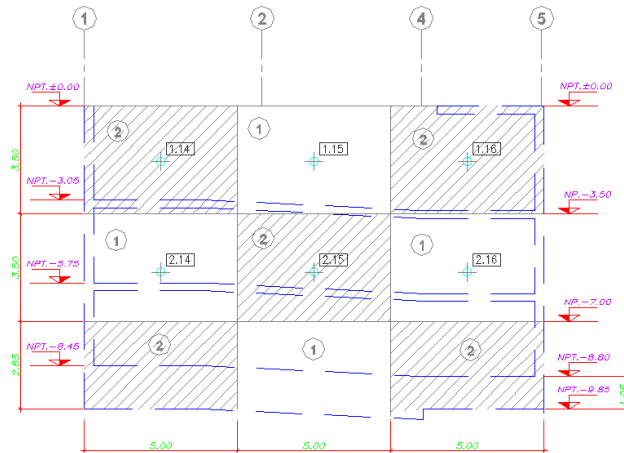 1 2 4 5
NPT.±0.00 NPT.±0.00
2 1 2
1.14 1.15 1.16
3.50
NPT.-3.05 NP.-3.50
1 2 1
2.14 2.15 2.16
3.50
NPT.-5.75 NP.-7.00
2 1 2
NPT.-8.45 NPT.-8.80
2.85 1.05
NPT.-9.85
5.00 5.00 5.00